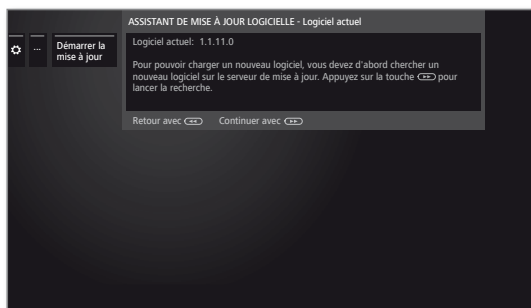 ASSISTANT DE MISE À JOUR LOGICIELLE - Logiciel actuel
... Démarrer la
mise à jour
Logiciel actuel: 1.1.11.0
Pour pouvoir charger un nouveau logiciel, vous devez d'abord chercher un
nouveau logiciel sur le serveur de mise à jour. Appuyez sur la touche pour
lancer la recherche.
Retour avec Continuer avec